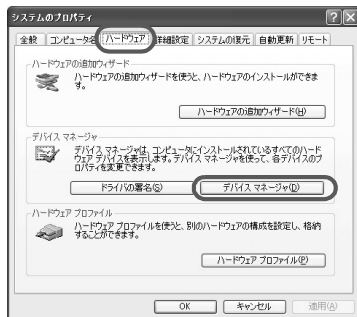 システムのプロパティ
全般 コンピュータ名 ハードウェア 詳細設定 システムの復元 自動更新 リモート
ハードウェアの追加ウィザード
ハードウェアの追加ウィザードを使うと、ハードウェアのインストールができま
す。
ハードウェアの追加ウィザード(H)
デバイス マネージャ
デバイス マネージャは、コンピュータにインストールされているすべてのハード
ウェア デバイスを表示します。デバイス マネージャを使って、各デバイスのプ
ロパティを変更できます。
ドライバの署名(S) デバイス マネージャ(D)
ハードウェア プロファイル
ハードウェア プロファイルを使うと、別のハードウェアの構成を設定し、格納
することができます。
ハードウェア プロファイル(P)
OK キャンセル 適用(A)